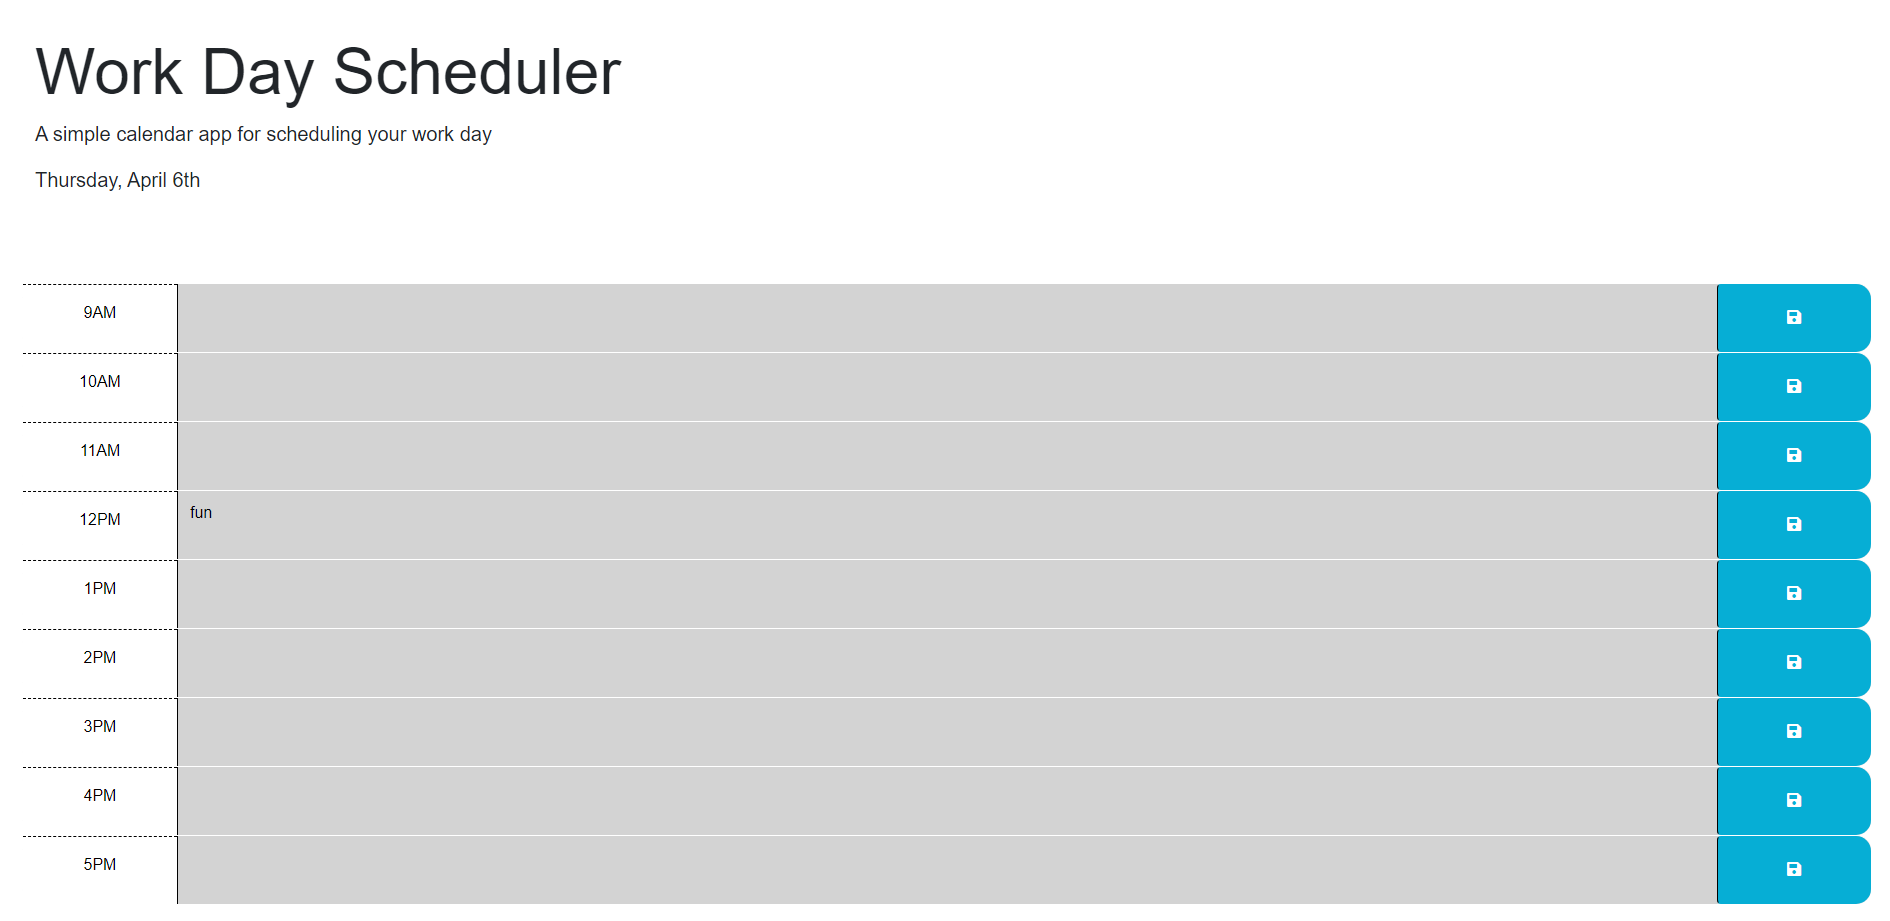 Work Day Scheduler
A simple calendar app for scheduling your work day
Thursday, April 6th
9AM
10AM
11AM
12PM fun
1PM
2PM
3PM
4PM
5PM